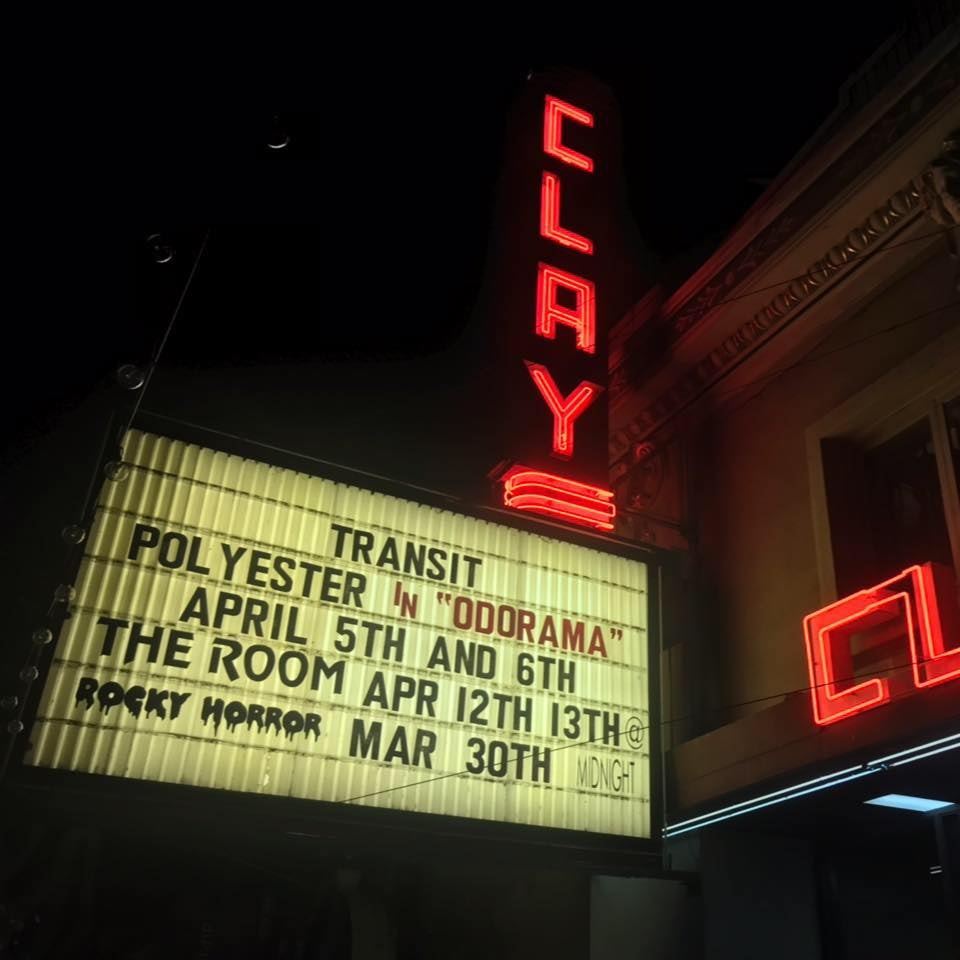 CLAY
TRANSIT
POLYESTER IN "ODORAMA"
APRIL 5TH AND 6TH
THE ROOM APR 12TH 13TH @
ROCKY HORROR MAR 30TH MIDNIGHT
CL